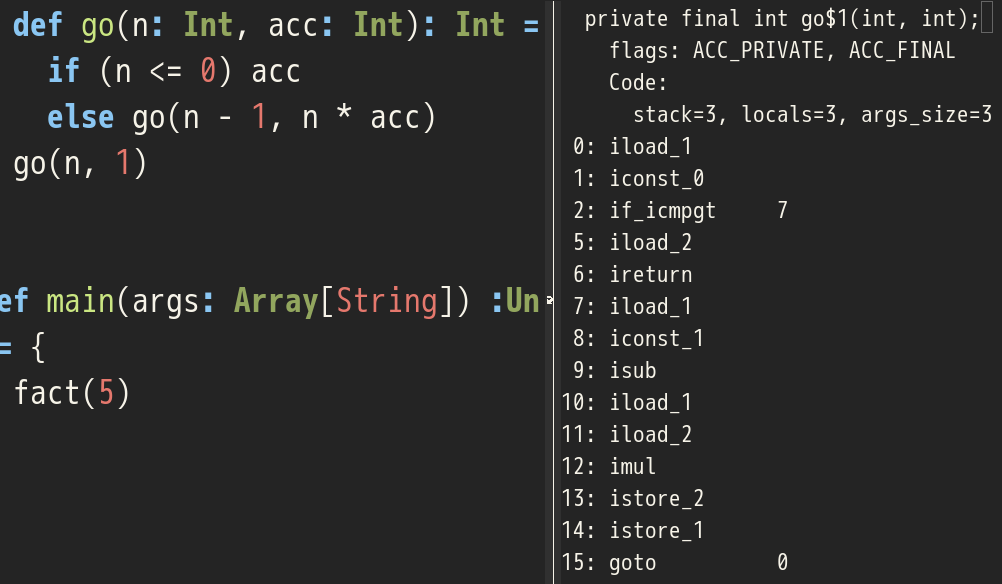 def go(n: Int, acc: Int): Int =
if (n <= 0) acc
else go(n - 1, n * acc)
go(n, 1)
ef main(args: Array[String]) :Un
= {
fact(5)
private final int go$1(int, int);
flags: ACC_PRIVATE, ACC_FINAL
Code:
stack=3, locals=3, args_size=3
0: iload_1
1: iconst_0
2: if_icmpgt 7
5: iload_2
6: ireturn
7: iload_1
8: iconst_1
9: isub
10: iload_1
11: iload_2
12: imul
13: istore_2
14: istore_1
15: goto 0